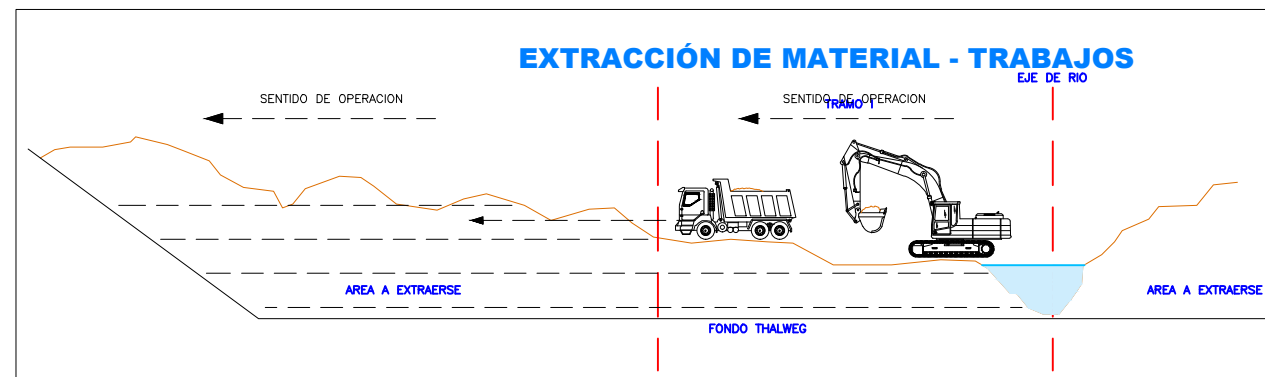 EXTRACCIÓN DE MATERIAL - TRABAJOS
EJE DE RIO
SENTIDO DE OPERACION
SENTIDO DE OPERACION
TRAMO I
AREA A EXTRAERSE
AREA A EXTRAERSE
FONDO THALWEG